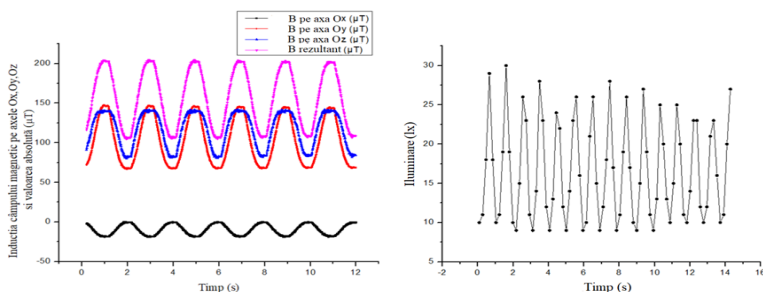 B pe axa Ox (µT)
B pe axa Oy (µT)
B pe axa Oz (µT)
B rezultant (µT)
Inductia câmpului magnetic pe axele Ox,Oy,Oz
si valoarea absolută (µT)
200
150
100
50
0
-50
0 2 4 6 8 10 12
Timp (s)
Iluminare (lx)
30
25
20
15
10
5
-2 0 2 4 6 8 10 12 14 16
Timp (s)